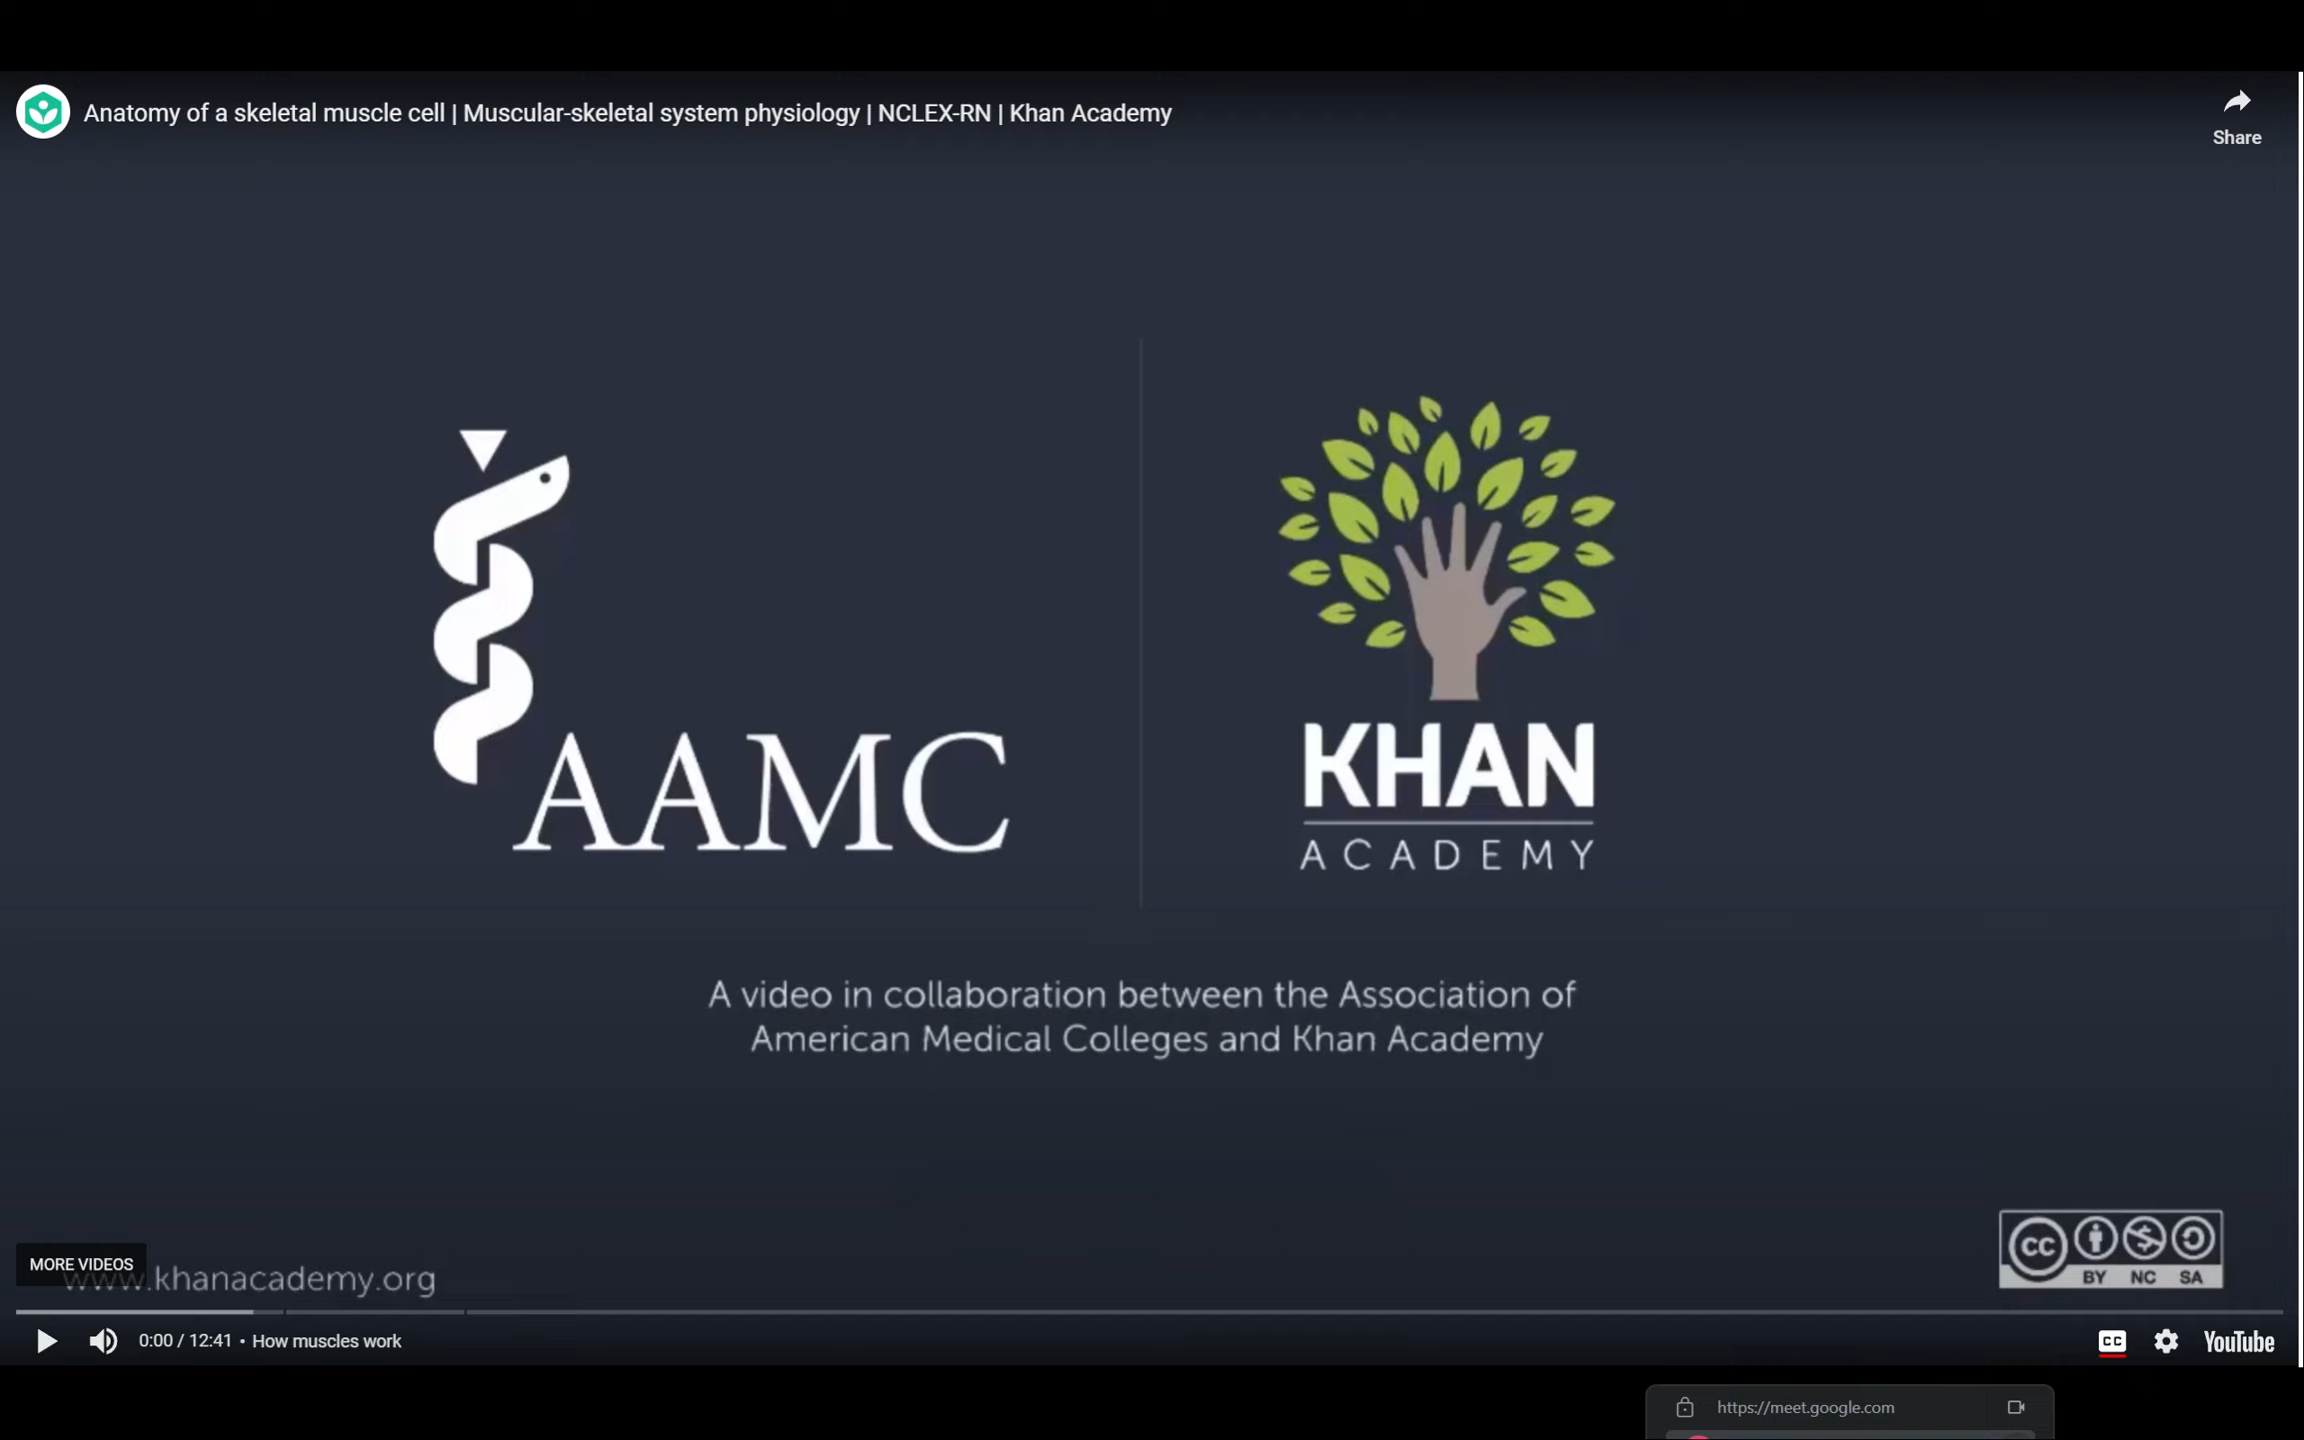 Anatomy of a skeletal muscle cell | Muscular-skeletal system physiology | NCLEX-RN | Khan Academy
Share
AAMC
KHAN
ACADEMY
A video in collaboration between the Association of
American Medical Colleges and Khan Academy
MORE VIDEOS
www.khanacademy.org
CC BY NC SA
0:00 / 12:41 • How muscles work
CC
YouTube
https://meet.google.com